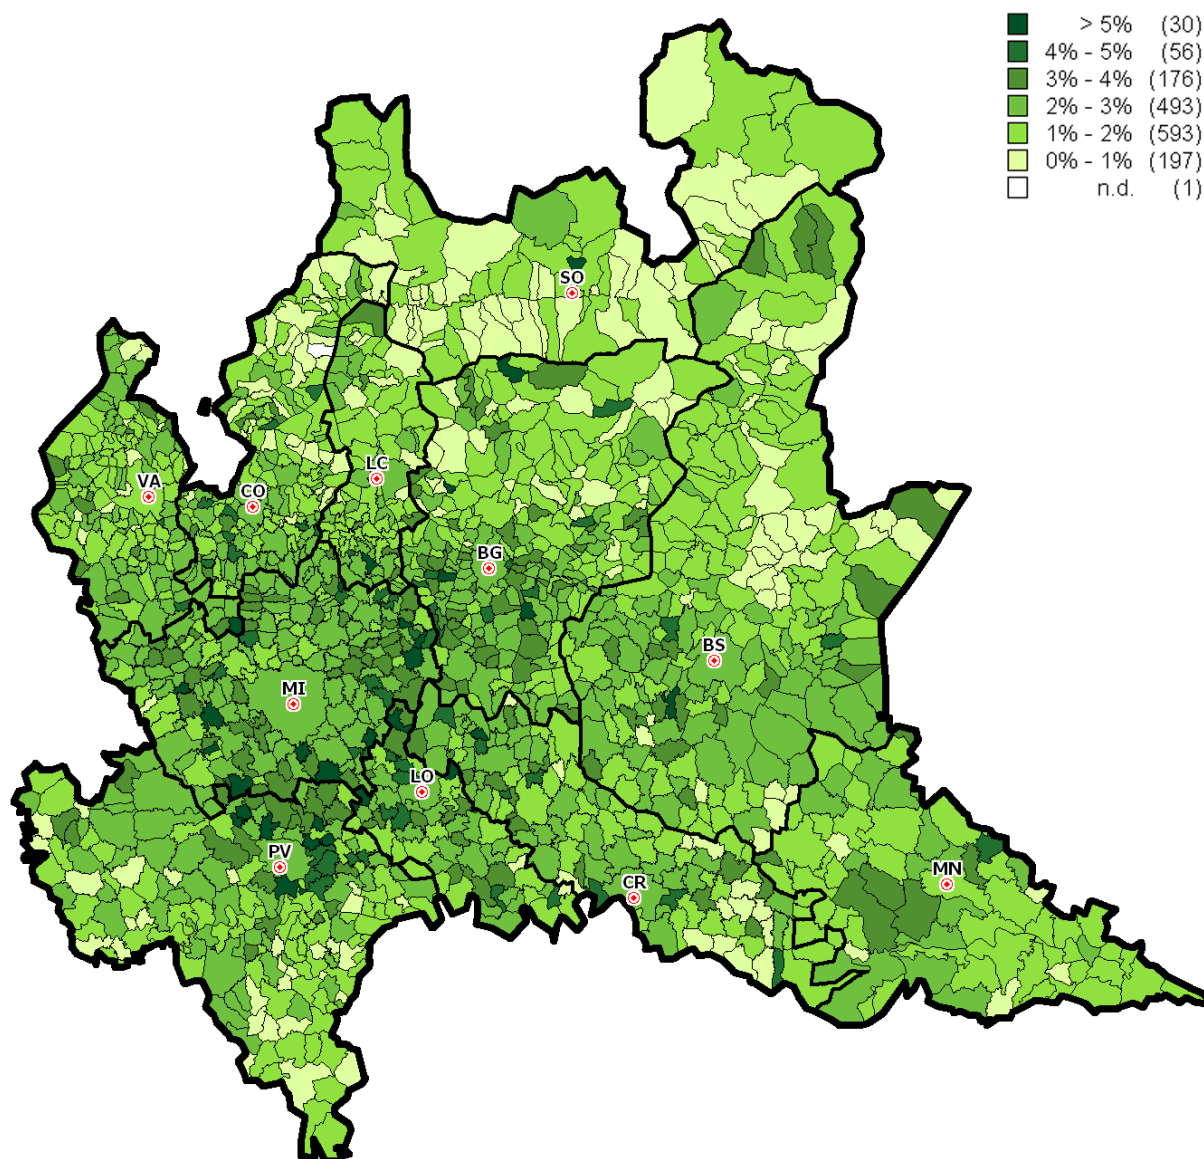 > 5% (30)
4% - 5% (56)
3% - 4% (176)
2% - 3% (493)
1% - 2% (593)
0% - 1% (197)
n.d. (1)
SO
LC
VA
CO
BG
BS
MI
LO
PV
MN
CR